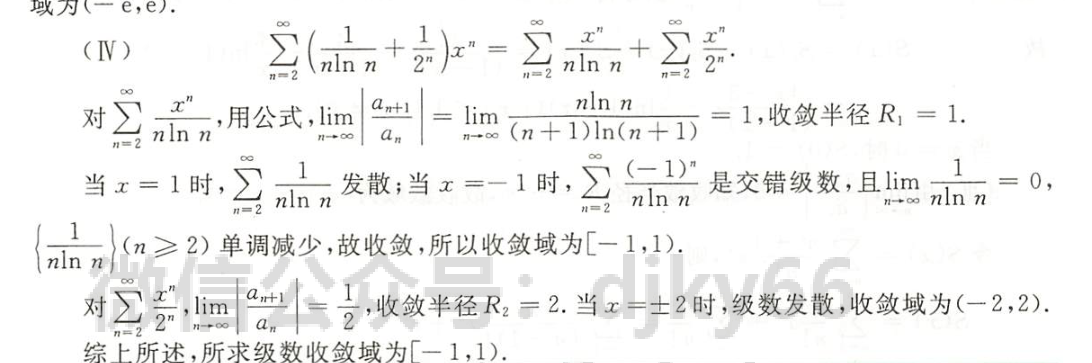 域为(-e,e).
(Ⅳ) $\sum_{n=2}^{\infty}\left(\frac{1}{n\ln n}+\frac{1}{2^n}\right)x^n=\sum_{n=2}^{\infty}\frac{x^n}{n\ln n}+\sum_{n=2}^{\infty}\frac{x^n}{2^n}$.
对$\sum_{n=2}^{\infty}\frac{x^n}{n\ln n}$,用公式,$\lim_{n\to\infty}\left|\frac{a_{n+1}}{a_n}\right|=\lim_{n\to\infty}\frac{n\ln n}{(n+1)\ln(n+1)}=1$,收敛半径 $R_1=1$.
当 $x=1$ 时,$\sum_{n=2}^{\infty}\frac{1}{n\ln n}$ 发散;当 $x=-1$ 时,$\sum_{n=2}^{\infty}\frac{(-1)^n}{n\ln n}$ 是交错级数,且$\lim_{n\to\infty}\frac{1}{n\ln n}=0$,
$\left\{\frac{1}{n\ln n}\right\}(n\geqslant 2)$ 单调减少,故收敛,所以收敛域为$[-1,1)$.
对$\sum_{n=2}^{\infty}\frac{x^n}{2^n}$,$\lim_{n\to\infty}\left|\frac{a_{n+1}}{a_n}\right|=\frac{1}{2}$,收敛半径 $R_2=2$.当 $x=\pm 2$ 时,级数发散,收敛域为$(-2,2)$.
微信公众号:djky66
综上所述,所求级数收敛域为$[-1,1)$.